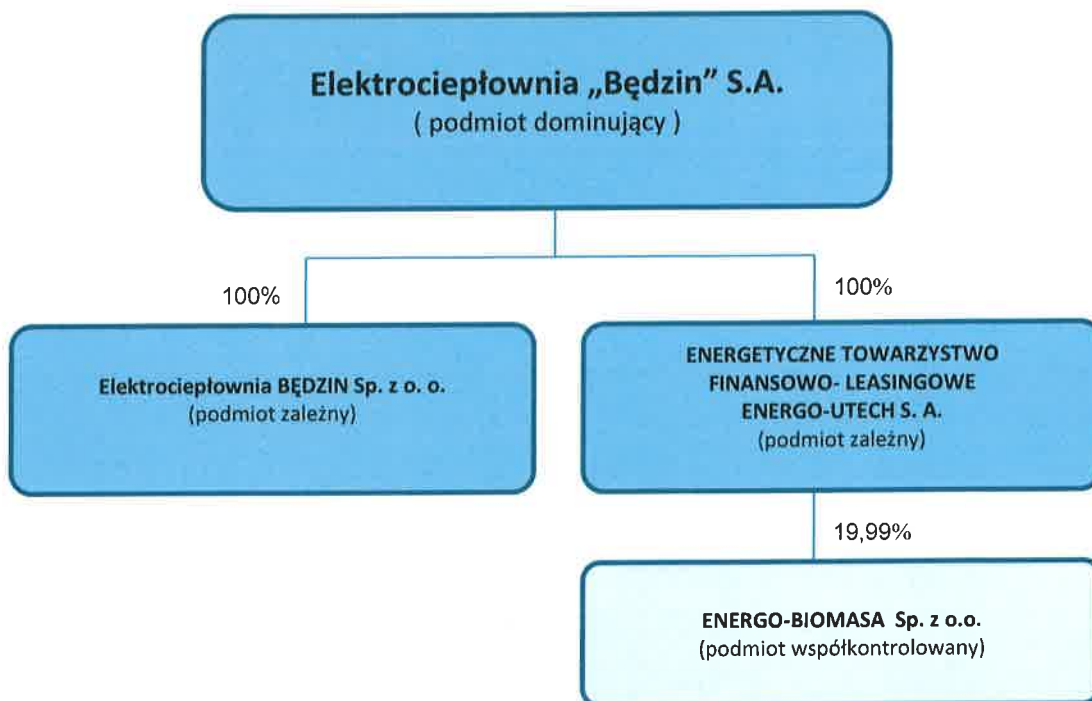 Elektrociepłownia „Będzin” S.A.
( podmiot dominujący )
100%
100%
Elektrociepłownia BĘDZIN Sp. z o. o.
(podmiot zależny)
ENERGETYCZNE TOWARZYSTWO
FINANSOWO- LEASINGOWE
ENERGO-UTECH S. A.
(podmiot zależny)
19,99%
ENERGO-BIOMASA Sp. z o.o.
(podmiot współkontrolowany)